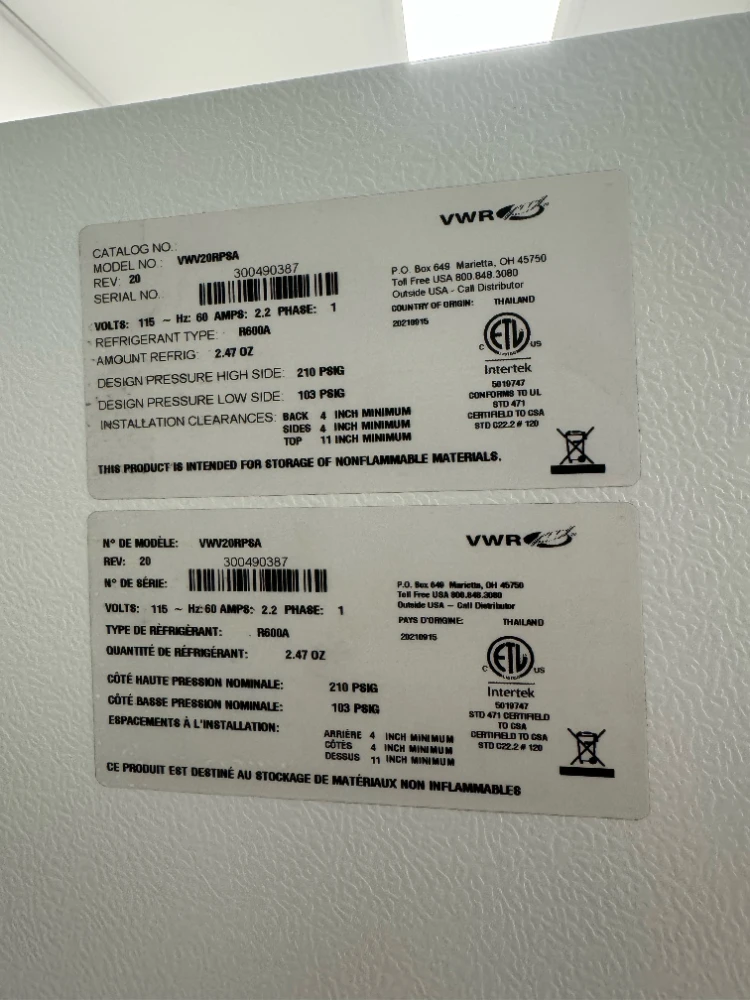 VWR
CATALOG NO.:
MODEL NO.: VWV20RPSA
REV: 20
300490387
SERIAL NO.
VOLTS: 115 ~ Hz: 60 AMPS: 2.2 PHASE: 1
REFRIGERANT TYPE: R600A
AMOUNT REFRIG: 2.47 OZ
DESIGN PRESSURE HIGH SIDE: 210 PSIG
DESIGN PRESSURE LOW SIDE: 103 PSIG
INSTALLATION CLEARANCES: BACK 4 INCH MINIMUM
SIDES 4 INCH MINIMUM
TOP 11 INCH MINIMUM
THIS PRODUCT IS INTENDED FOR STORAGE OF NONFLAMMABLE MATERIALS.
P.O. Box 649 Marietta, OH 45750
Toll Free USA 800.848.3080
Outside USA - Call Distributor
COUNTRY OF ORIGIN: THAILAND
20210915
C ETL US
Intertek
5019747
CONFORMS TO UL
STD 471
CERTIFIELD TO CSA
STD C22.2 # 120
VWR
N° DE MODÈLE: VWV20RPSA
REV: 20
300490387
N° DE SÉRIE:
VOLTS: 115 ~ Hz:60 AMPS: 2.2 PHASE: 1
TYPE DE RÈFRIGÈRANT: R600A
QUANTITÉ DE RÉFRIGÉRANT: 2.47 OZ
CÔTÉ HAUTE PRESSION NOMINALE: 210 PSIG
CÔTÉ BASSE PRESSION NOMINALE: 103 PSIG
ESPACEMENTS À L'INSTALLATION:
ARRIÈRE 4 INCH MINIMUM
CÔTÈS 4 INCH MINIMUM
DESSUS 11 INCH MINIMUM
CE PRODUIT EST DESTINÉ AU STOCKAGE DE MATÉRIAUX NON INFLAMMABLES
P.O. Box 649 Marietta, OH 45750
Toll Free USA 800.848.3080
Outside USA - Call Distributor
PAYS D'ORIGINE: THAILAND
20210915
C ETL US
Intertek
5019747
STD 471 CERTIFIELD
TO CSA
CERTIFIELD TO CSA
STD C22.2 # 120